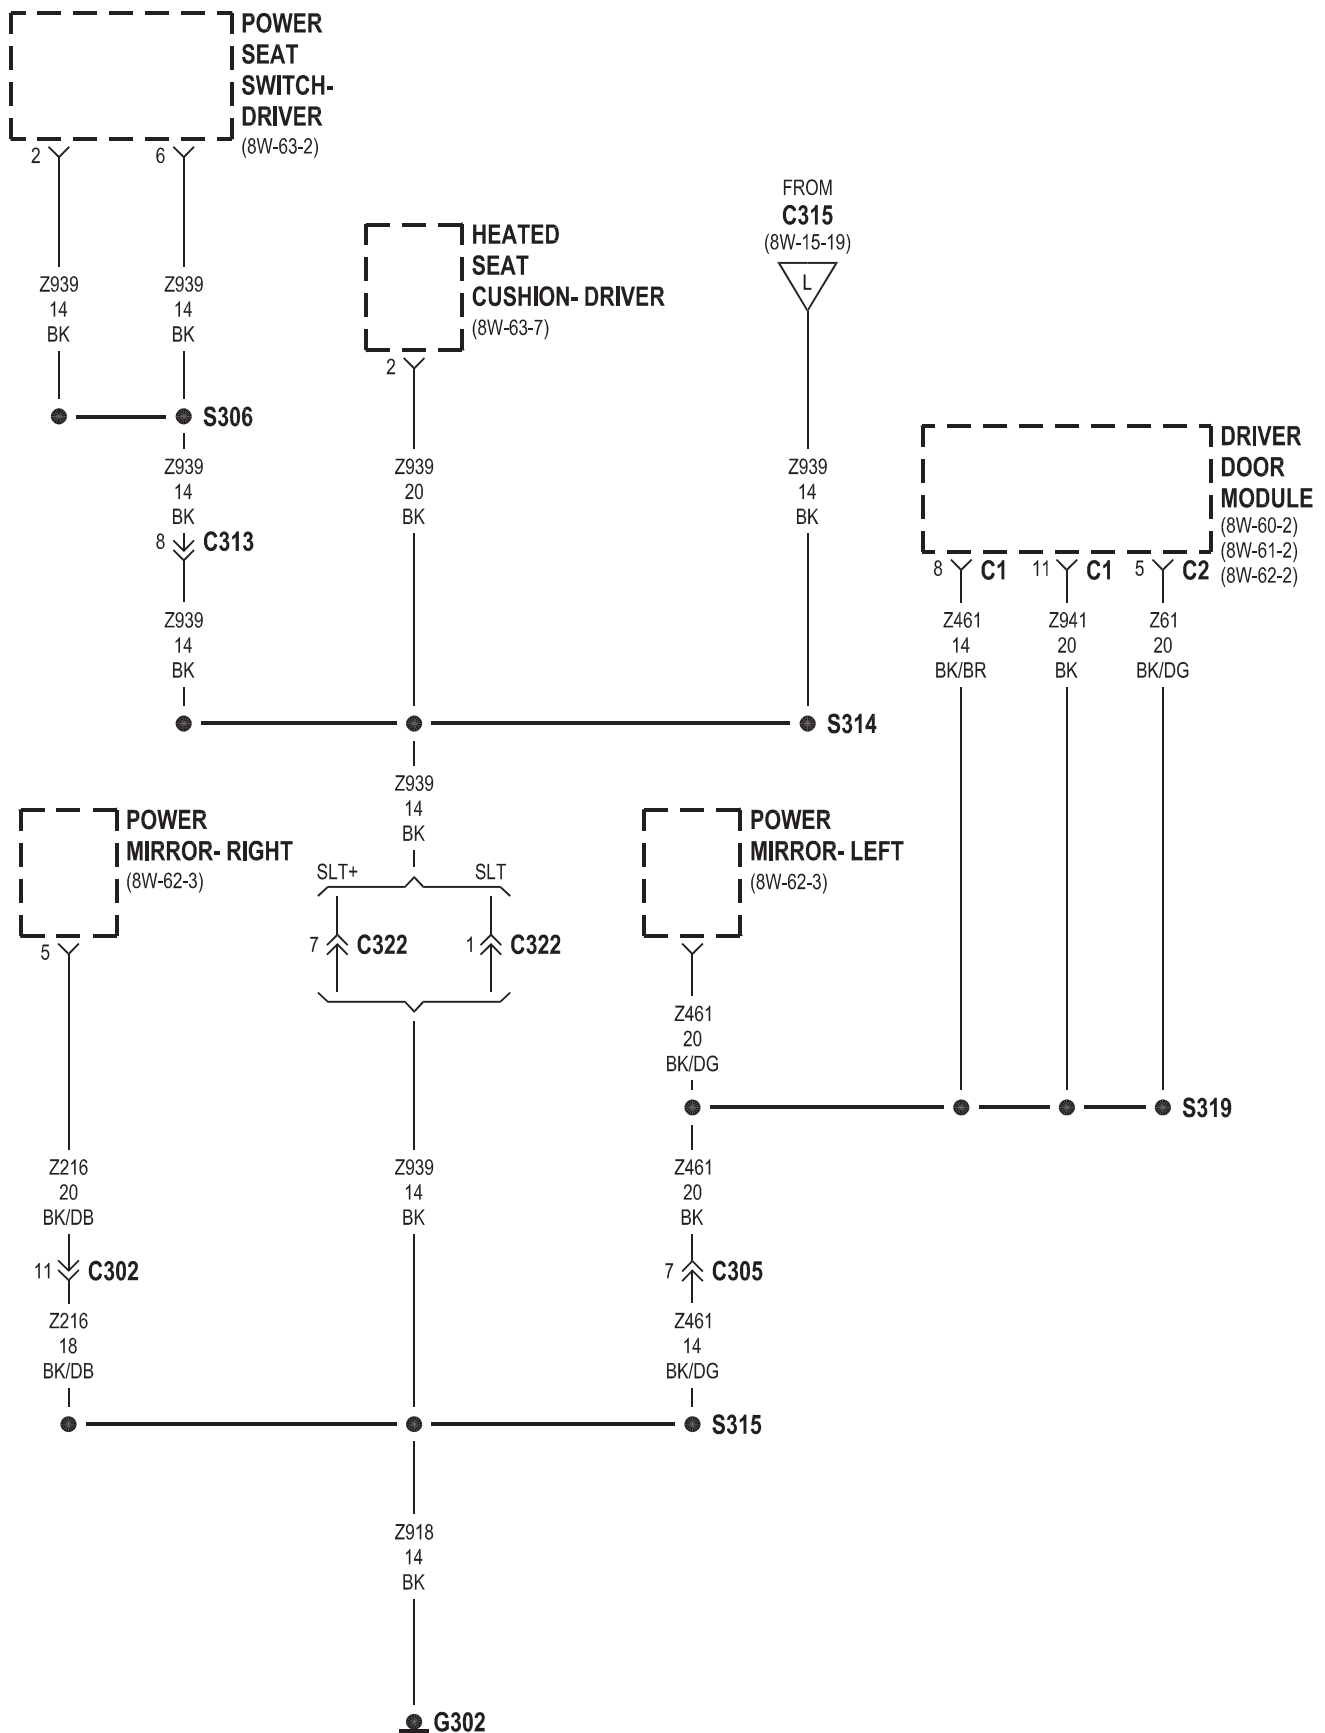 POWER
SEAT
SWITCH-
DRIVER
(8W-63-2)
2
6
Z939
14
BK
Z939
14
BK
S306
FROM
C315
(8W-15-19)
L
HEATED
SEAT
CUSHION- DRIVER
(8W-63-7)
2
Z939
14
BK
8
C313
Z939
20
BK
Z939
14
BK
DRIVER
DOOR
MODULE
(8W-60-2)
(8W-61-2)
(8W-62-2)
8
C1
11
C1
5
C2
Z939
14
BK
Z461
14
BK/BR
Z941
20
BK
Z61
20
BK/DG
S314
Z939
14
BK
POWER
MIRROR- RIGHT
(8W-62-3)
5
SLT+
SLT
7
C322
1
C322
POWER
MIRROR- LEFT
(8W-62-3)
Z461
20
BK/DG
S319
Z216
20
BK/DB
Z939
14
BK
Z461
20
BK
11
C302
7
C305
Z216
18
BK/DB
Z461
14
BK/DG
S315
Z918
14
BK
G302